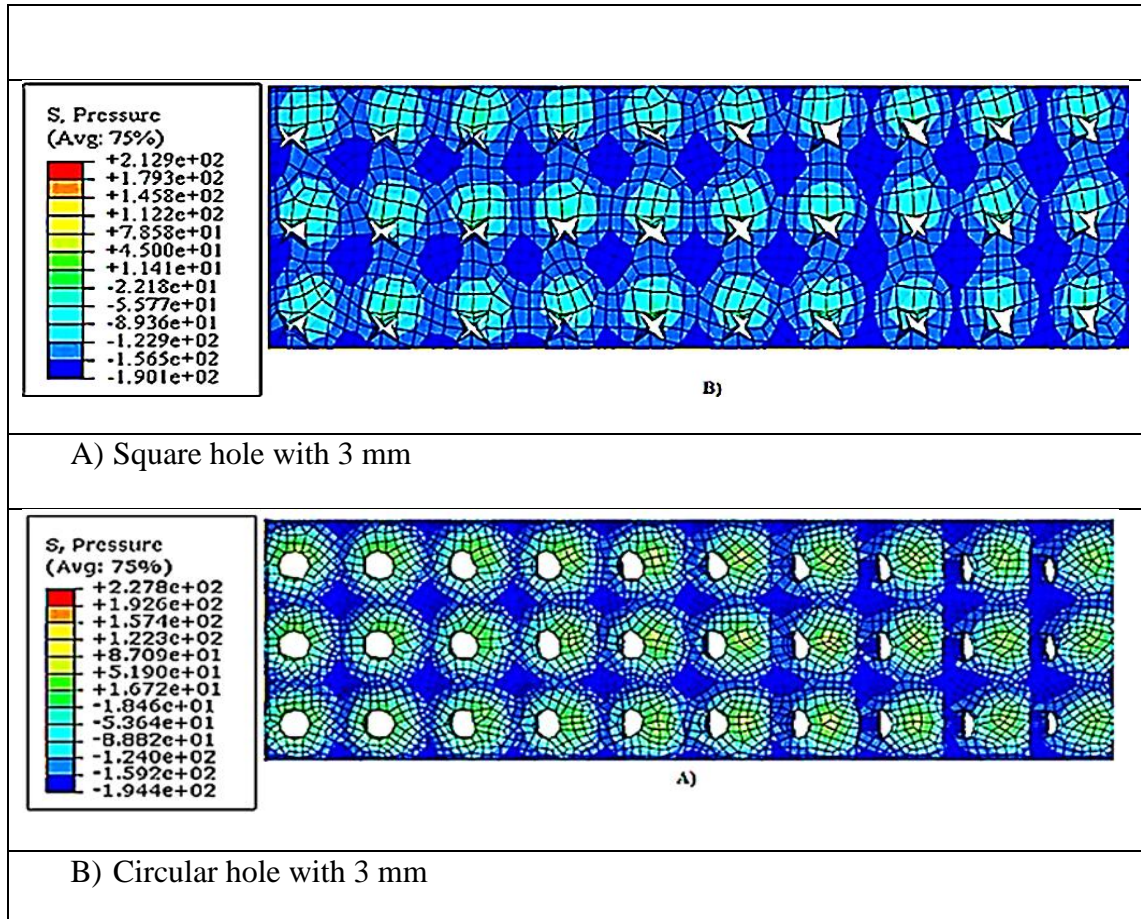 S, Pressure
(Avg: 75%)
+2.129e+02
+1.793e+02
+1.458e+02
+1.122e+02
+7.858e+01
+4.500e+01
+1.141e+01
-2.218e+01
-5.577e+01
-8.936e+01
-1.229e+02
-1.565e+02
-1.901e+02
B)
A) Square hole with 3 mm
S, Pressure
(Avg: 75%)
+2.278e+02
+1.926e+02
+1.574e+02
+1.223e+02
+8.709e+01
+5.190e+01
+1.672e+01
-1.846e+01
-5.364e+01
-8.882e+01
-1.240e+02
-1.592e+02
-1.944e+02
A)
B) Circular hole with 3 mm